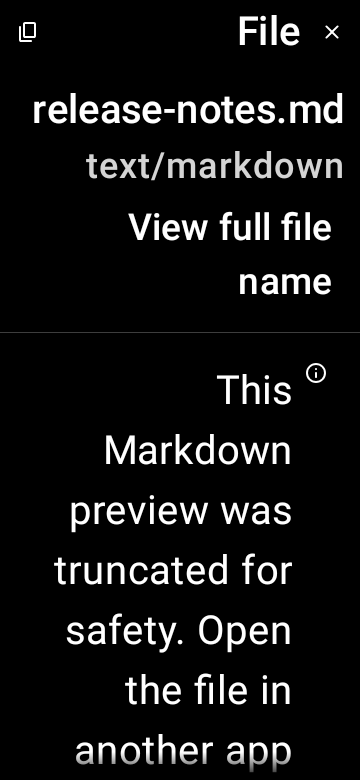 File
release-notes.md
text/markdown
View full file
name
This
Markdown
preview was
truncated for
safety. Open
the file in
another app